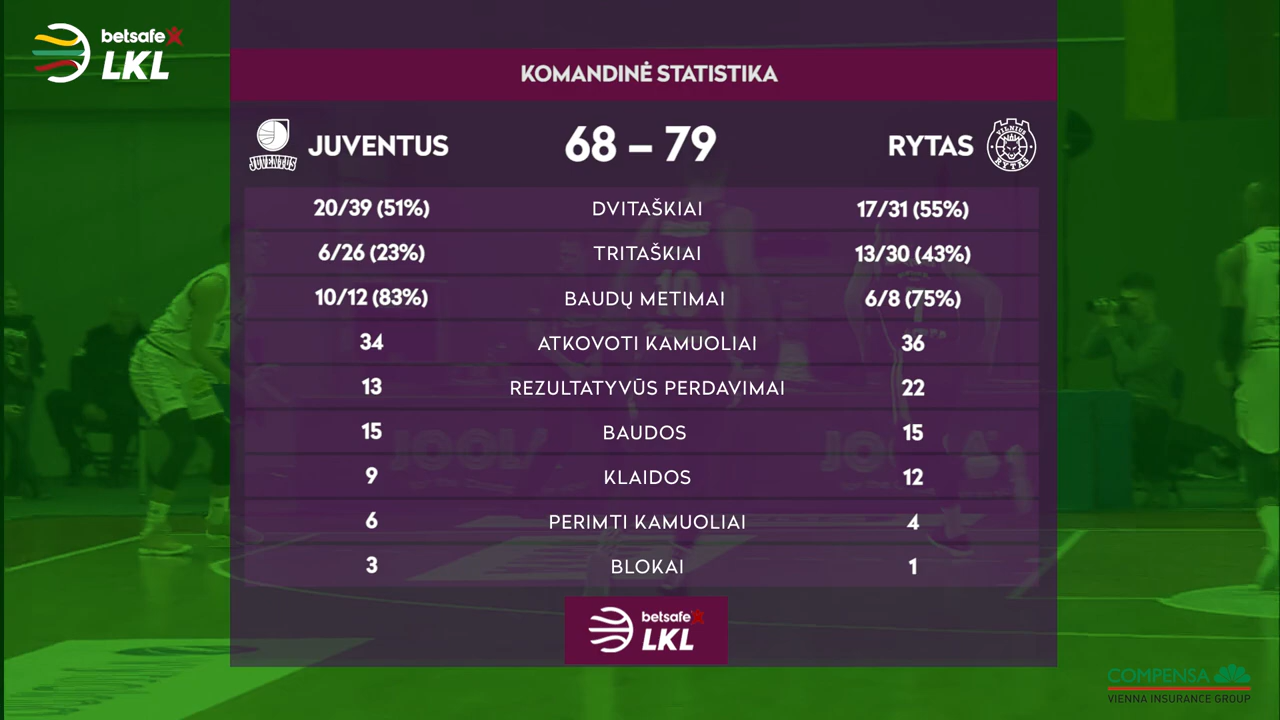 betsafe
LKL
KOMANDINĖ STATISTIKA
JUVENTUS
JUVENTUS 68 – 79 RYTAS
VILNIUS
RYTAS
20/39 (51%) DVITAŠKIAI 17/31 (55%)
6/26 (23%) TRITAŠKIAI 13/30 (43%)
10/12 (83%) BAUDŲ METIMAI 6/8 (75%)
34 ATKOVOTI KAMUOLIAI 36
13 REZULTATYVŪS PERDAVIMAI 22
15 BAUDOS 15
9 KLAIDOS 12
6 PERIMTI KAMUOLIAI 4
3 BLOKAI 1
betsafe
LKL
COMPENSA
VIENNA INSURANCE GROUP